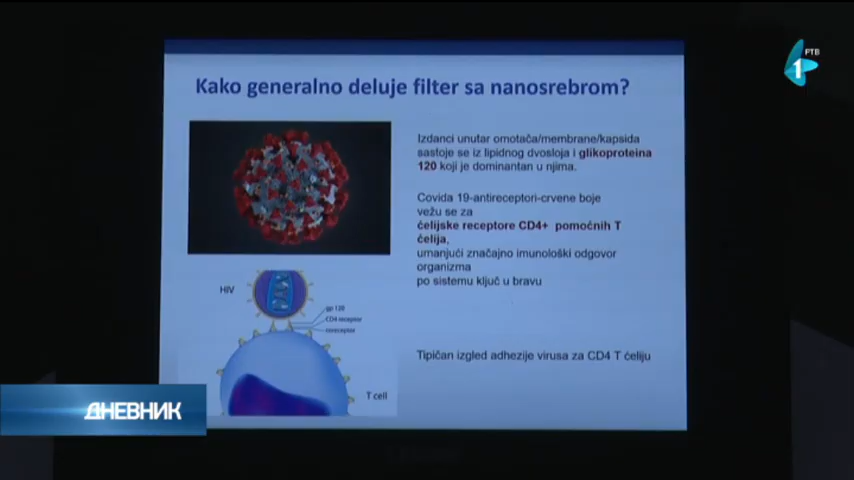 РТВ
1
Kako generalno deluje filter sa nanosrebrom?
Izdanci unutar omotača/membrane/kapsida
sastoje se iz lipidnog dvosloja i glikoproteina
120 koji je dominantan u njima.
Covida 19-antireceptori-crvene boje
vežu se za
ćelijske receptore CD4+ pomoćnih T
ćelija,
umanjući značajno imunološki odgovor
organizma
po sistemu ključ u bravu
HIV
gp 120
CD4 receptor
Tipičan izgled adhezije virusa za CD4 T ćeliju
T cell
ДНЕВНИК